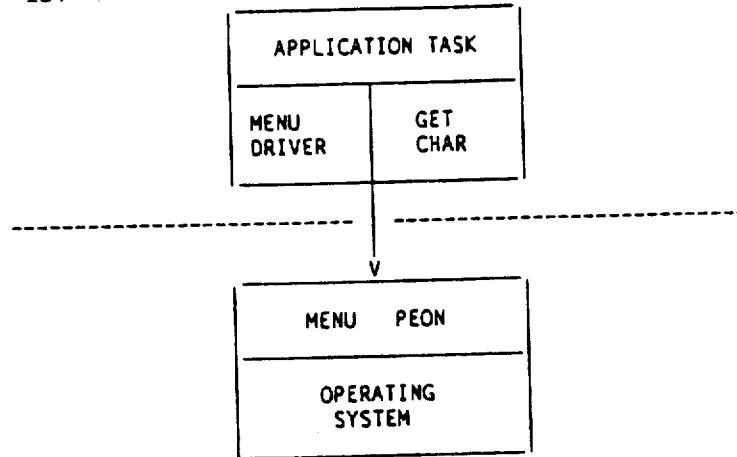 APPLICATION TASK
MENU DRIVER
GET CHAR
V
MENU PEON
OPERATING
SYSTEM